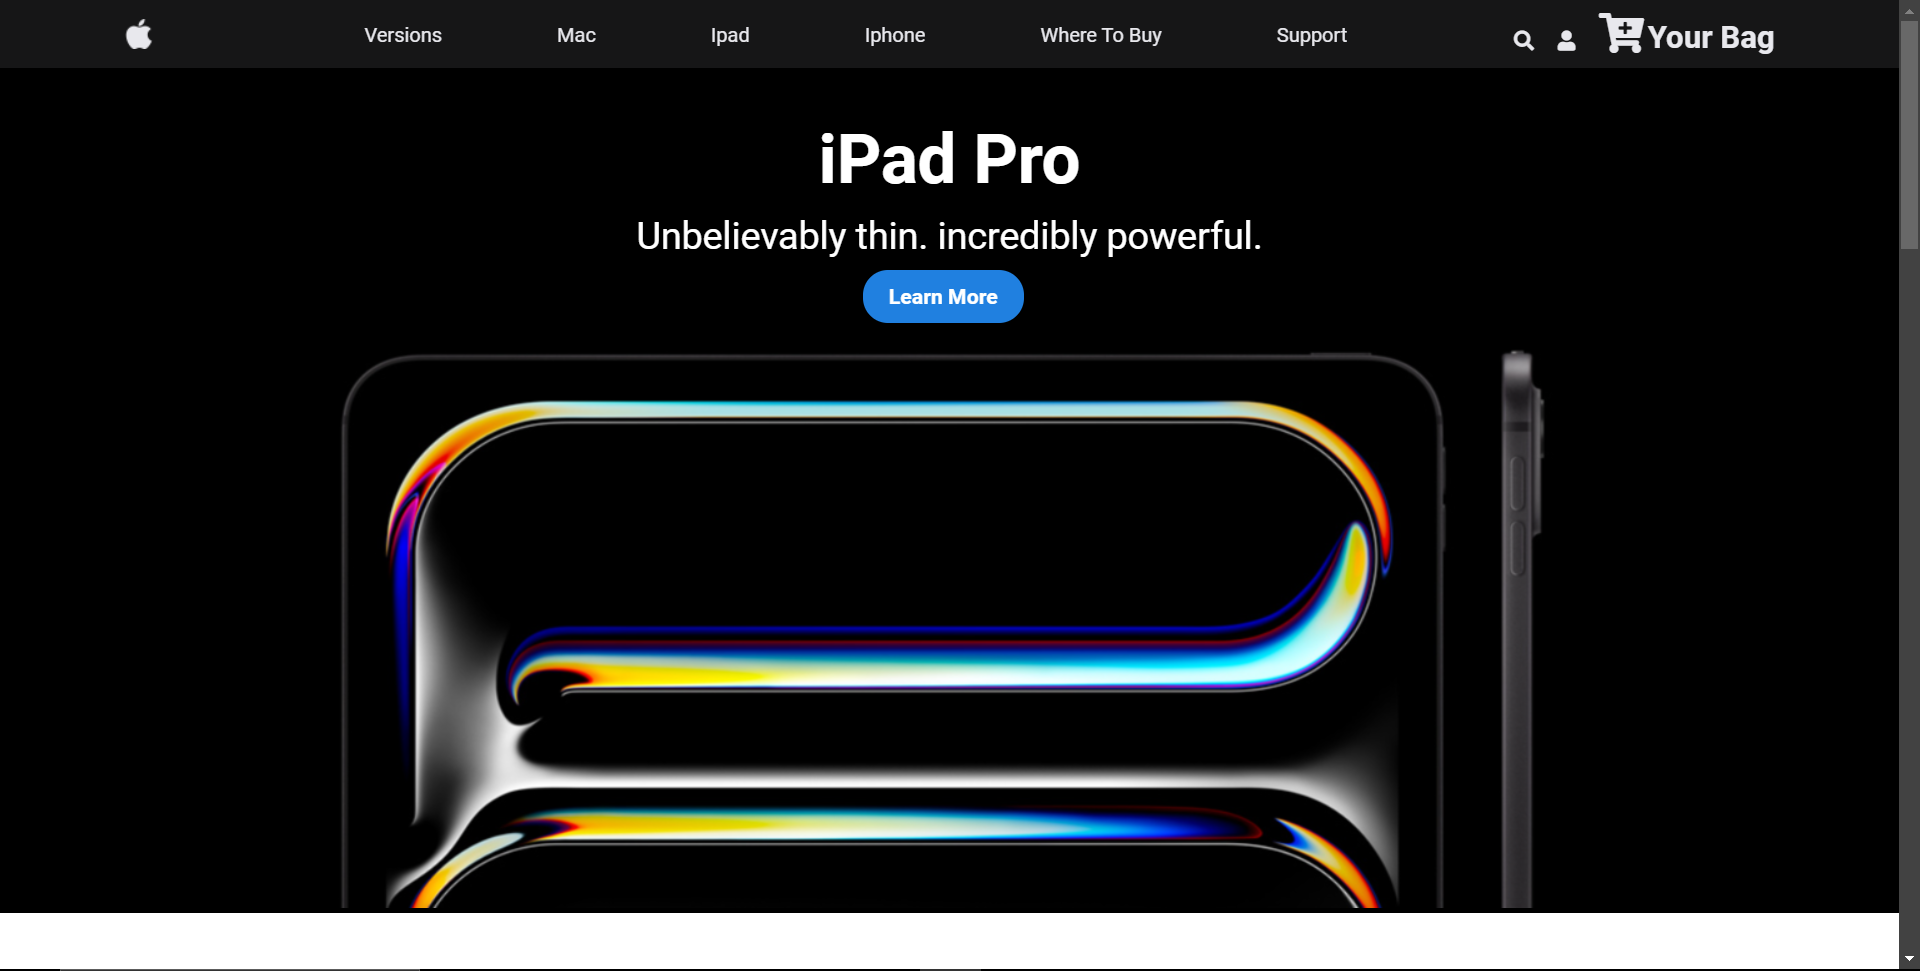 Versions Mac Ipad Iphone Where To Buy Support Your Bag
iPad Pro
Unbelievably thin. incredibly powerful.
Learn More